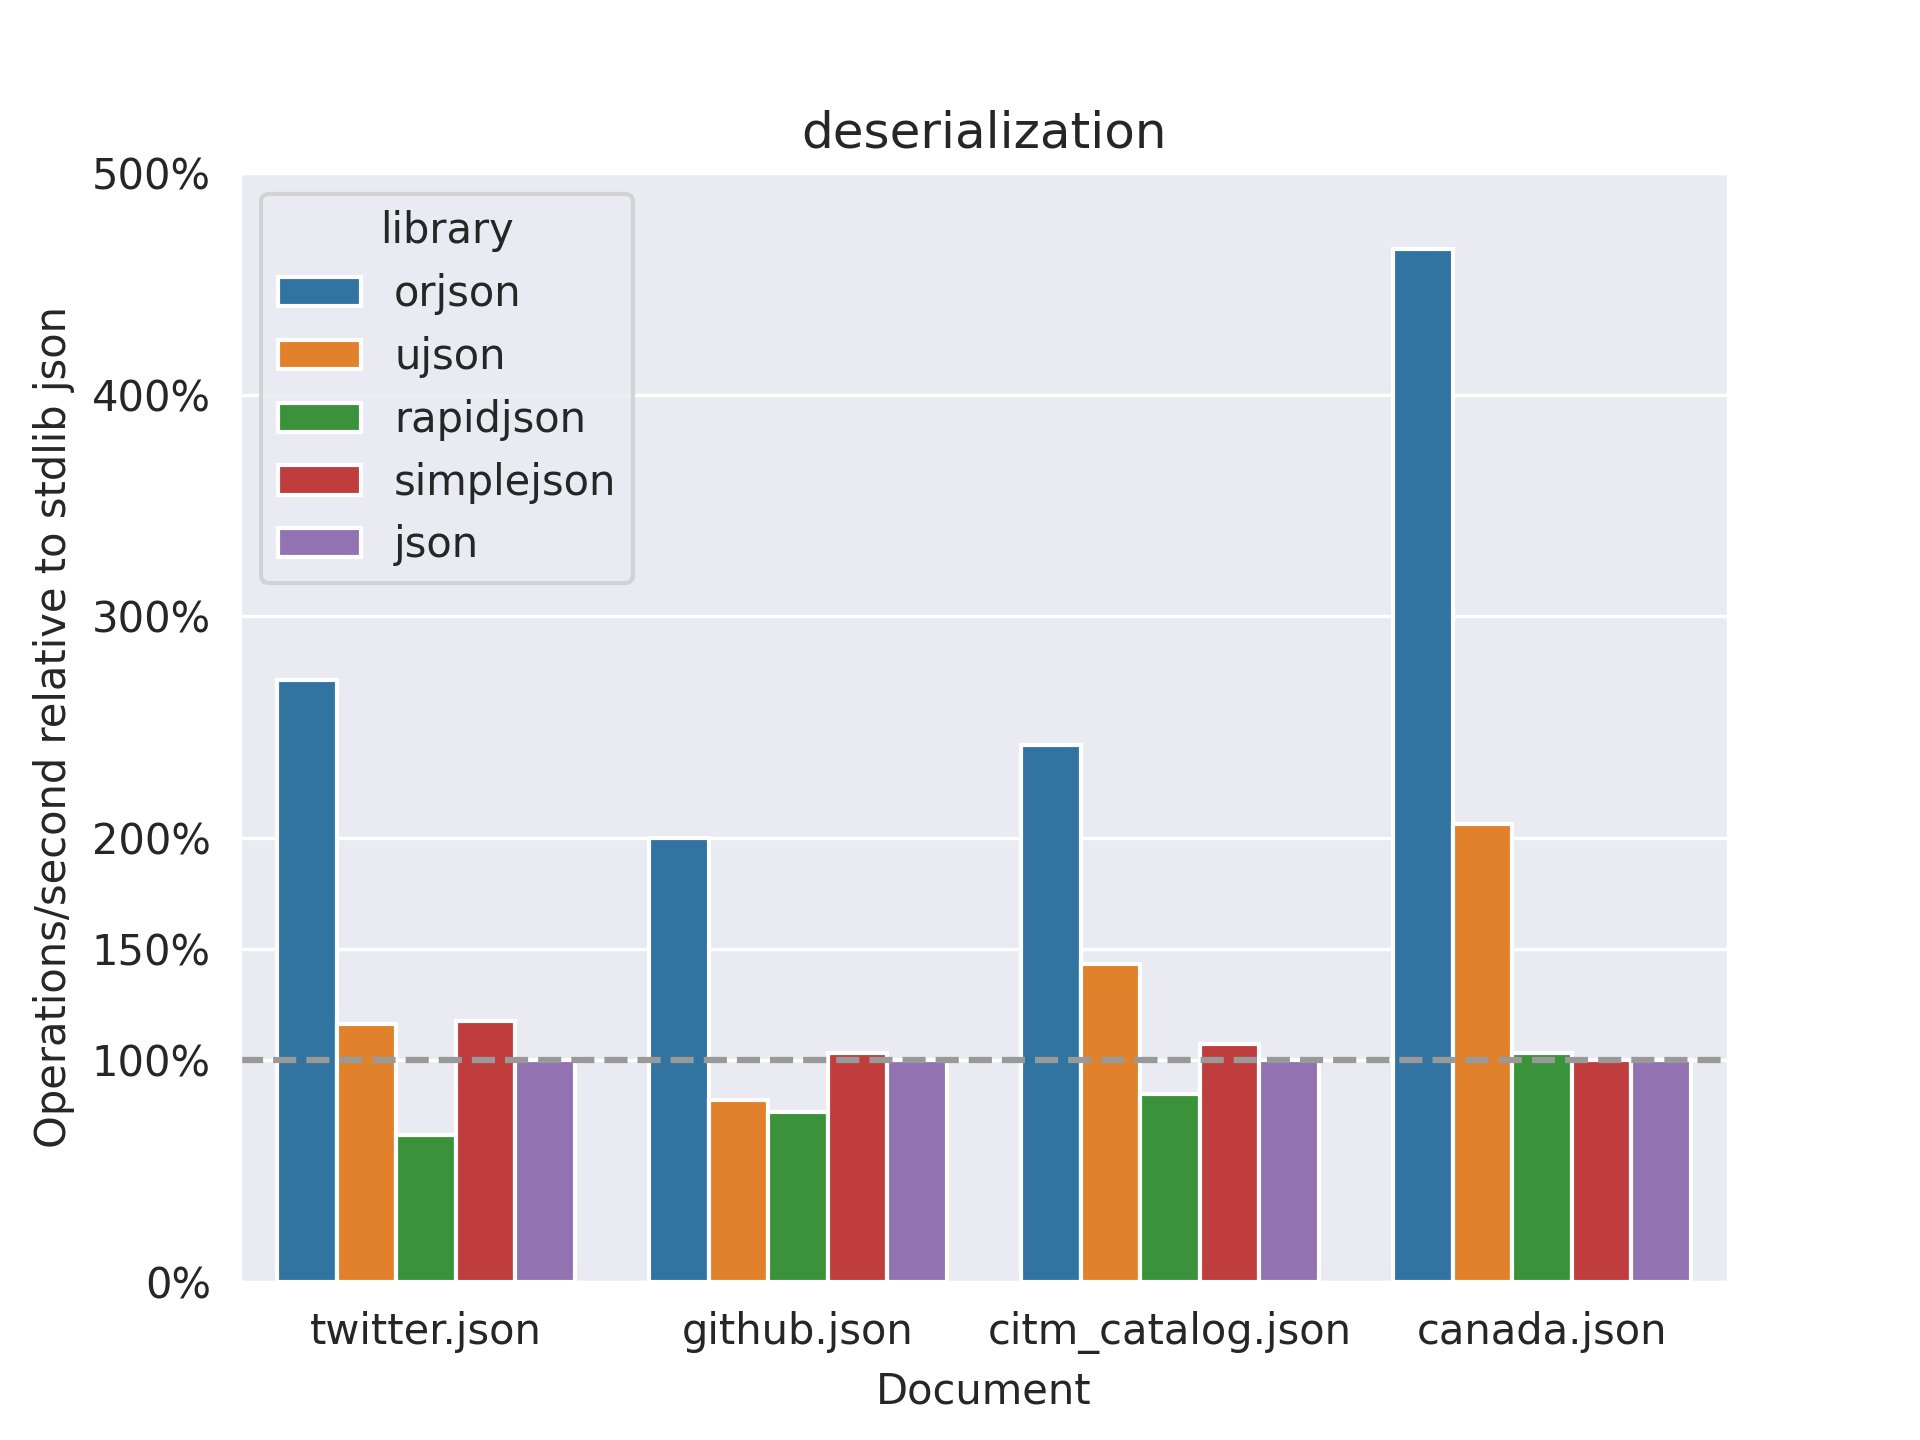 deserialization
500%
400%
300%
200%
150%
100%
0%
Operations/second relative to stdlib json
library
orjson
ujson
rapidjson
simplejson
json
twitter.json
github.json
citm_catalog.json
canada.json
Document